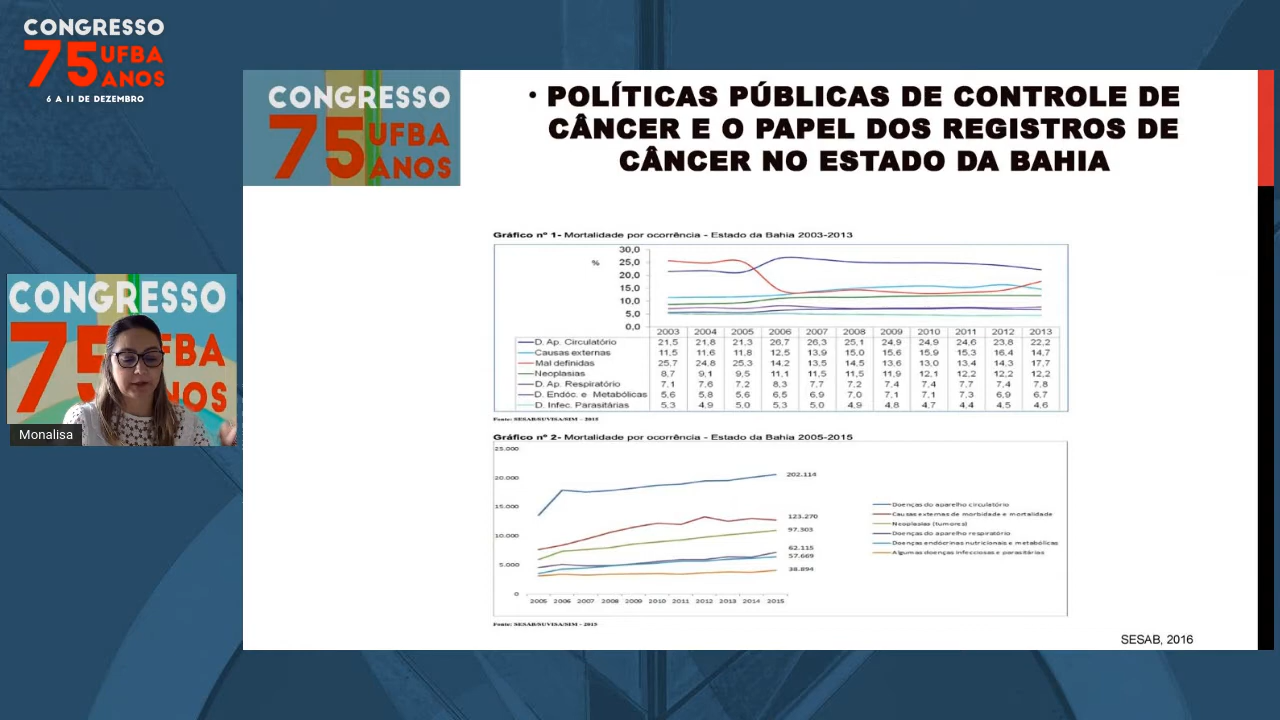 CONGRESSO
75 UFBA
ANOS
6 A 11 DE DEZEMBRO
CONGRESSO
75 UFBA
ANOS
• POLÍTICAS PÚBLICAS DE CONTROLE DE
CÂNCER E O PAPEL DOS REGISTROS DE
CÂNCER NO ESTADO DA BAHIA
CONGRESSO
75 UFBA
ANOS
Monalisa
Gráfico nº 1- Mortalidade por ocorrência - Estado da Bahia 2003-2013
%
30,0
25,0
20,0
15,0
10,0
5,0
0,0
2003 2004 2005 2006 2007 2008 2009 2010 2011 2012 2013
D. Ap. Circulatório 21,5 21,8 21,3 26,7 26,3 25,1 24,9 24,9 24,6 23,8 22,2
Causas externas 11,5 11,6 11,8 12,5 13,9 15,0 15,6 15,9 15,3 16,4 14,7
Mal definidas 25,7 24,8 25,3 14,2 13,5 14,5 13,6 13,0 13,4 14,3 17,7
Neoplasias 8,7 9,1 9,5 11,1 11,5 11,5 11,9 12,1 12,2 12,2 12,2
D. Ap. Respiratório 7,1 7,6 7,2 8,3 7,7 7,2 7,4 7,4 7,7 7,4 7,8
D. Endóc. e Metabólicas 5,6 5,8 5,6 6,5 6,9 7,0 7,1 7,1 7,3 6,9 6,7
D. Infec. Parasitárias 5,3 4,9 5,0 5,3 5,0 4,9 4,8 4,7 4,4 4,5 4,6
Fonte: SESAB/SUVISA/SIM - 2015
Gráfico nº 2- Mortalidade por ocorrência - Estado da Bahia 2005-2015
25.000
20.000
15.000
10.000
5.000
0
202.114
123.270
97.303
62.115
57.669
38.894
2005 2006 2007 2008 2009 2010 2011 2012 2013 2014 2015
Doenças do aparelho circulatório
Causas externas de morbidade e mortalidade
Neoplasias (tumores)
Doenças do aparelho respiratório
Doenças endócrinas nutricionais e metabólicas
Algumas doenças infecciosas e parasitárias
Fonte: SESAB/SUVISA/SIM - 2015
SESAB, 2016